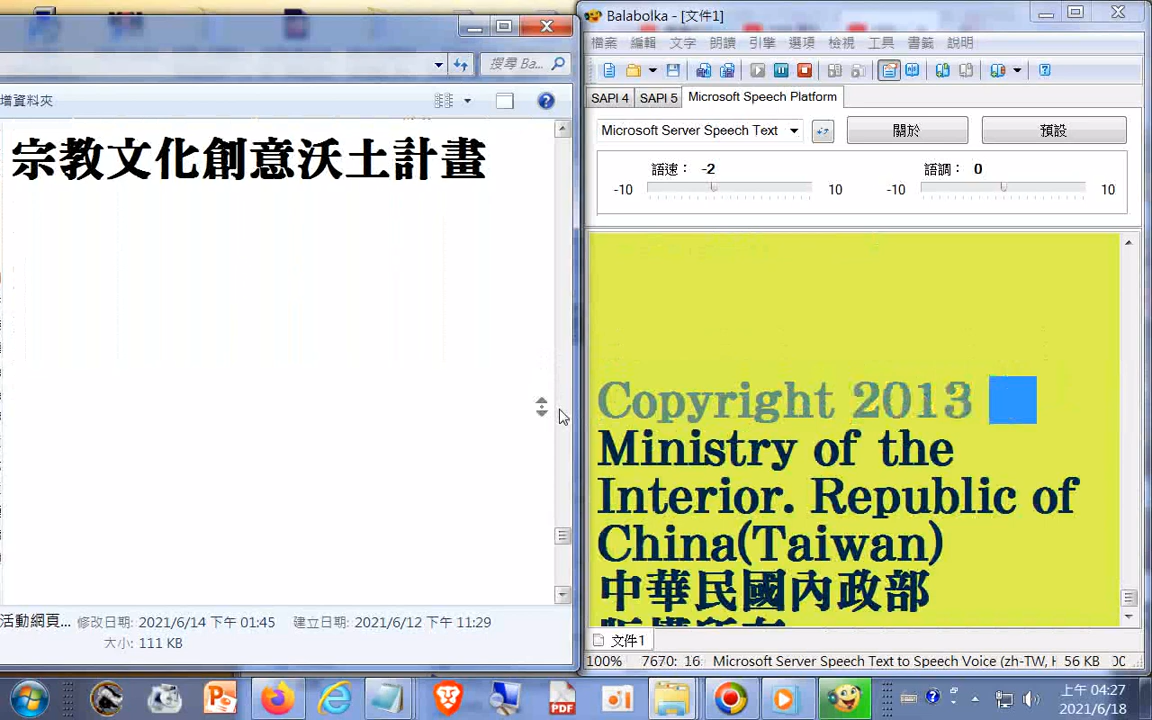 搜尋 Ba...
增資料夾
宗教文化創意沃土計畫
活動網頁... 修改日期: 2021/6/14 下午 01:45 建立日期: 2021/6/12 下午 11:29
大小: 111 KB
Balabolka - [文件1]
檔案 編輯 文字 朗讀 引擎 選項 檢視 工具 書籤 說明
SAPI 4 SAPI 5 Microsoft Speech Platform
Microsoft Server Speech Text 關於 預設
語速: -2 語調: 0
-10 10 -10 10
Copyright 2013
Ministry of the
Interior. Republic of
China(Taiwan)
中華民國內政部
版權所有
文件1
100% 7670: 16 Microsoft Server Speech Text to Speech Voice (zh-TW, H 56 KB
PDF
上午 04:27
2021/6/18